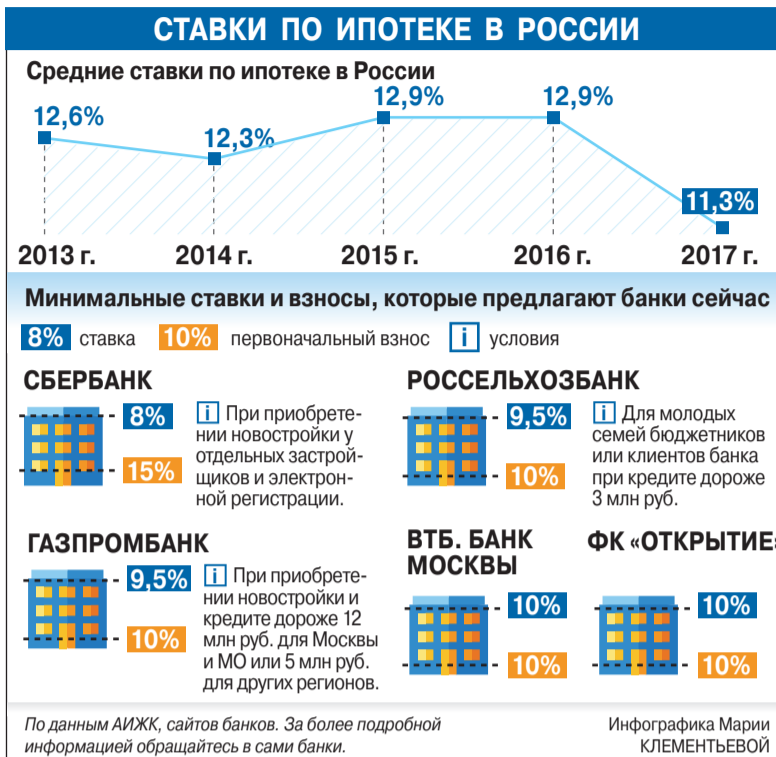 СТАВКИ ПО ИПОТЕКЕ В РОССИИ
Средние ставки по ипотеке в России
12,6%
12,3%
12,9%
12,9%
11,3%
2013 г.
2014 г.
2015 г.
2016 г.
2017 г.
Минимальные ставки и взносы, которые предлагают банки сейчас
8% ставка 10% первоначальный взнос i условия
СБЕРБАНК
8%
15%
i При приобрете-
нии новостройки у
отдельных застрой-
щиков и электрон-
ной регистрации.
РОССЕЛЬХОЗБАНК
9,5%
10%
i Для молодых
семей бюджетников
или клиентов банка
при кредите дороже
3 млн руб.
ГАЗПРОМБАНК
9,5%
10%
i При приобрете-
нии новостройки и
кредите дороже 12
млн руб. для Москвы
и МО или 5 млн руб.
для других регионов.
ВТБ. БАНК
МОСКВЫ
10%
10%
ФК «ОТКРЫТИЕ»
10%
10%
По данным АИЖК, сайтов банков. За более подробной
информацией обращайтесь в сами банки.
Инфографика Марии
КЛЕМЕНТЬЕВОЙ